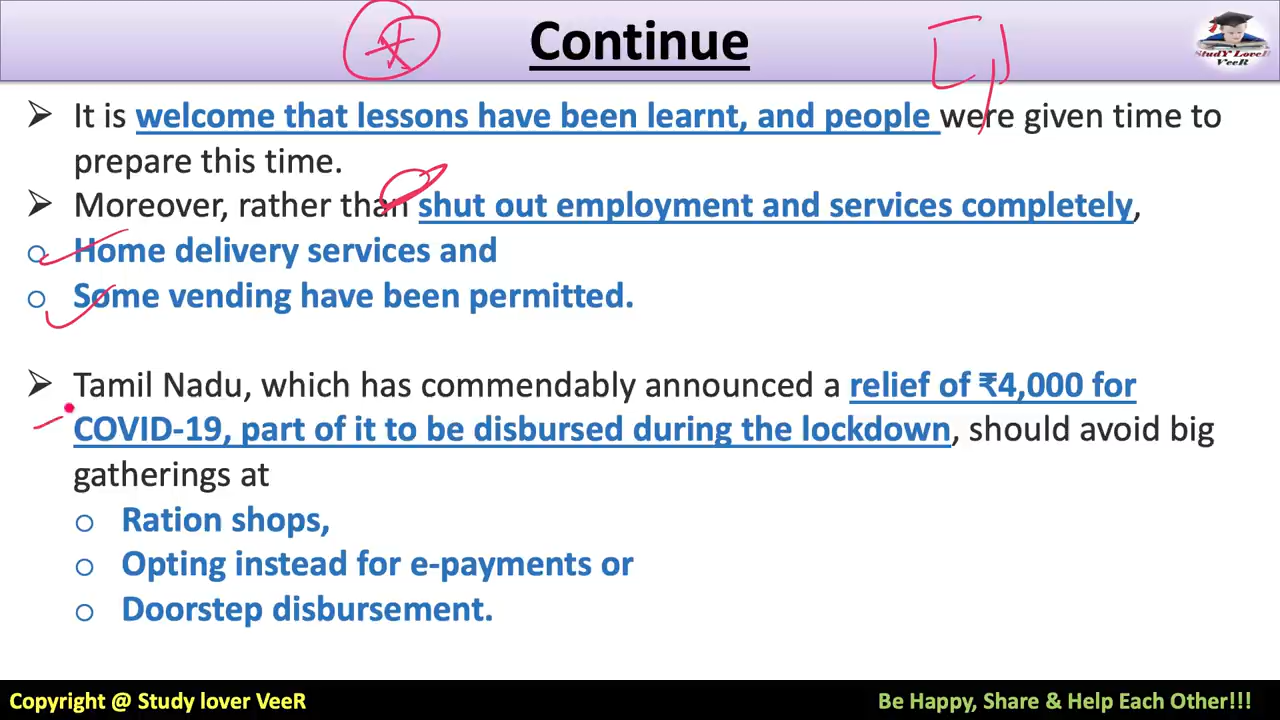 Continue
StudY LoveR
VeeR
It is welcome that lessons have been learnt, and people were given time to
prepare this time.
Moreover, rather than shut out employment and services completely,
Home delivery services and
Some vending have been permitted.
Tamil Nadu, which has commendably announced a relief of ₹4,000 for
COVID-19, part of it to be disbursed during the lockdown, should avoid big
gatherings at
Ration shops,
Opting instead for e-payments or
Doorstep disbursement.
Copyright @ Study lover VeeR
Be Happy, Share & Help Each Other!!!